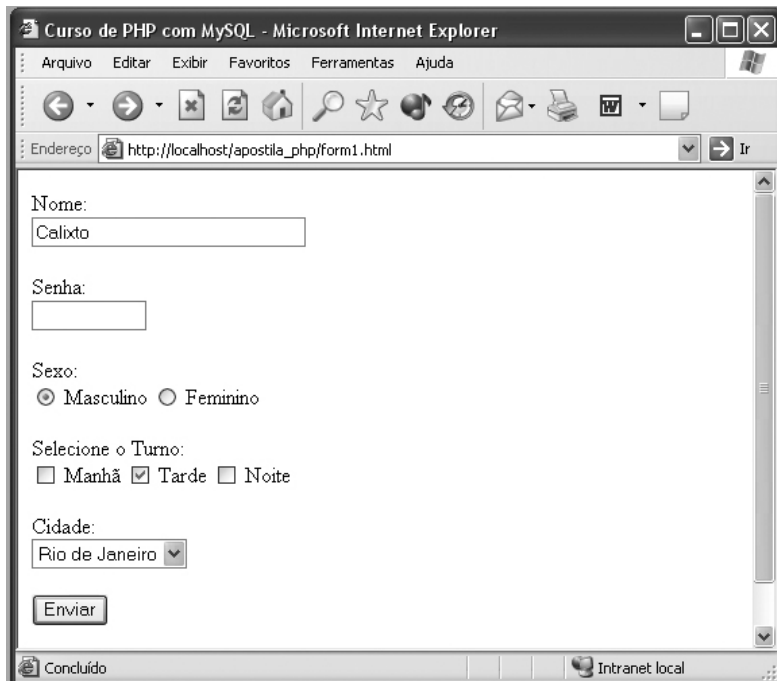 Curso de PHP com MySQL - Microsoft Internet Explorer
Arquivo Editar Exibir Favoritos Ferramentas Ajuda
W
Endereço http://localhost/apostila_php/form1.html Ir
Nome:
Calixto
Senha:
Sexo:
Masculino Feminino
Selecione o Turno:
Manhã Tarde Noite
Cidade:
Rio de Janeiro
Enviar
Concluído Intranet local